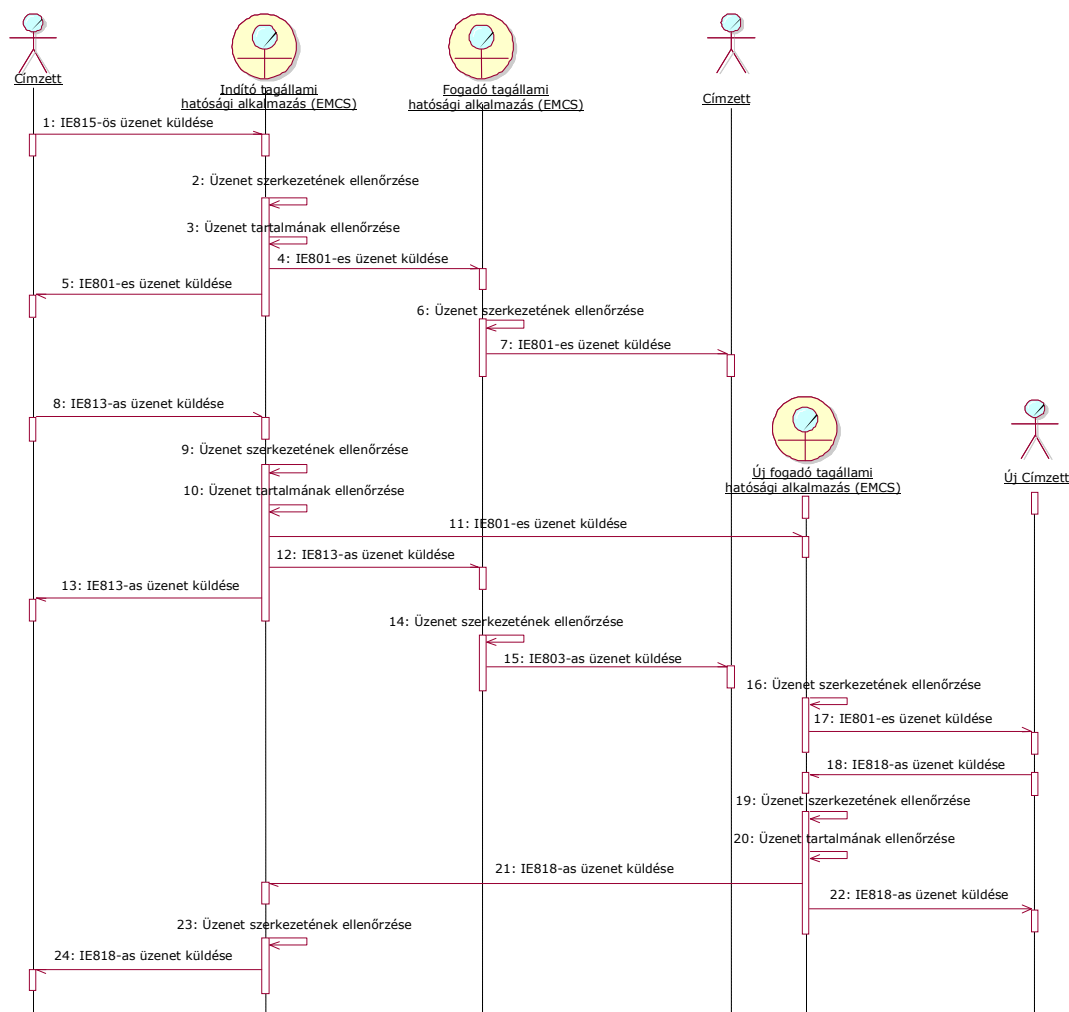 Címzett
Indító tagállami
hatósági alkalmazás (EMCS)
Fogadó tagállami
hatósági alkalmazás (EMCS)
Címzett
1: IE815-ös üzenet küldése
2: Üzenet szerkezetének ellenőrzése
3: Üzenet tartalmának ellenőrzése
4: IE801-es üzenet küldése
5: IE801-es üzenet küldése
6: Üzenet szerkezetének ellenőrzése
7: IE801-es üzenet küldése
8: IE813-as üzenet küldése
9: Üzenet szerkezetének ellenőrzése
Új fogadó tagállami
hatósági alkalmazás (EMCS)
Új Címzett
10: Üzenet tartalmának ellenőrzése
11: IE801-es üzenet küldése
12: IE813-as üzenet küldése
13: IE813-as üzenet küldése
14: Üzenet szerkezetének ellenőrzése
15: IE803-as üzenet küldése
16: Üzenet szerkezetének ellenőrzése
17: IE801-es üzenet küldése
18: IE818-as üzenet küldése
19: Üzenet szerkezetének ellenőrzése
20: Üzenet tartalmának ellenőrzése
21: IE818-as üzenet küldése
22: IE818-as üzenet küldése
23: Üzenet szerkezetének ellenőrzése
24: IE818-as üzenet küldése